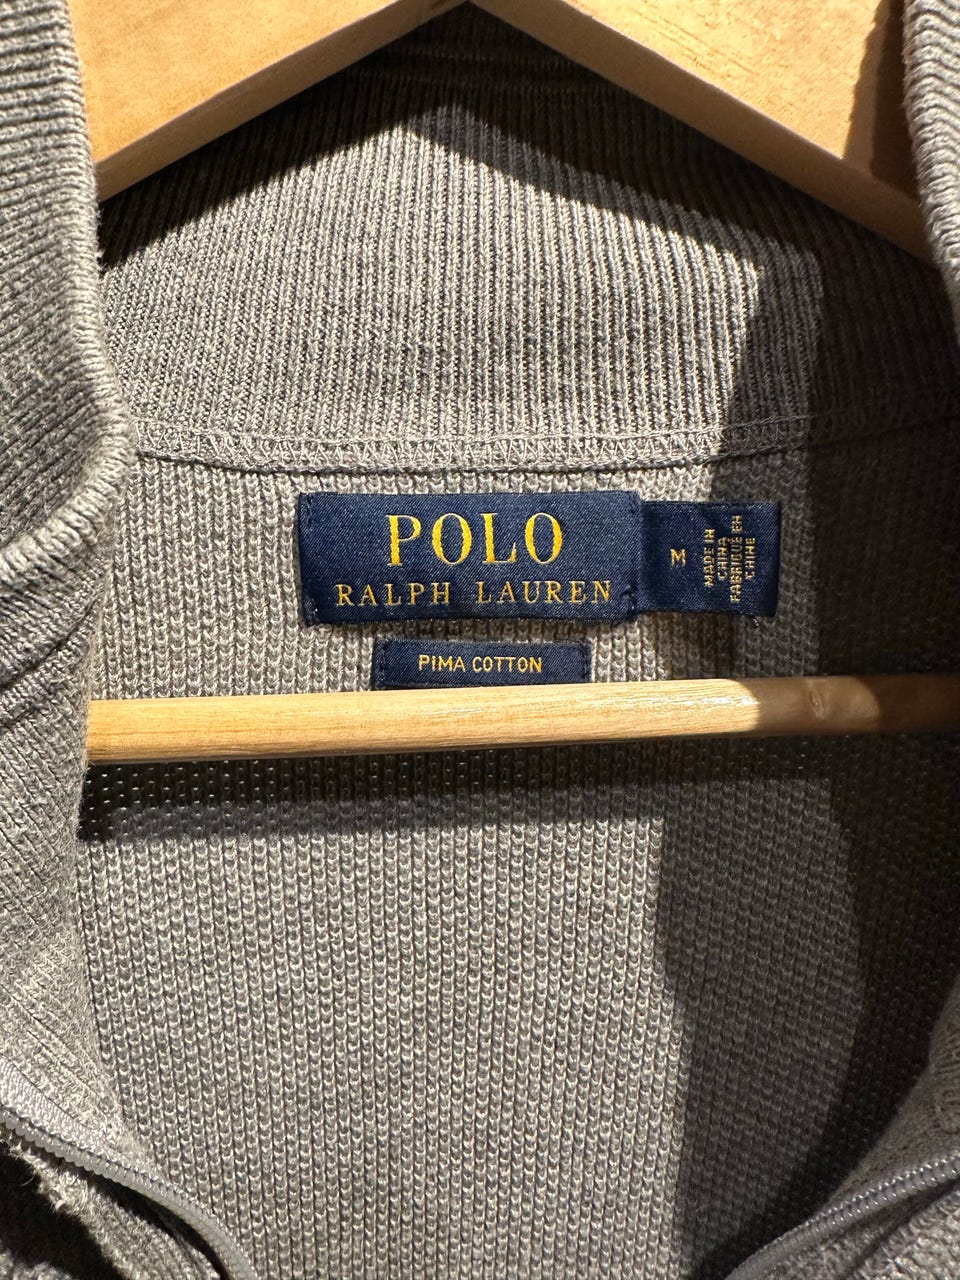 POLO
RALPH LAUREN
M
MADE IN
CHINA
FABRIQUÉ EN
CHINE
PIMA COTTON